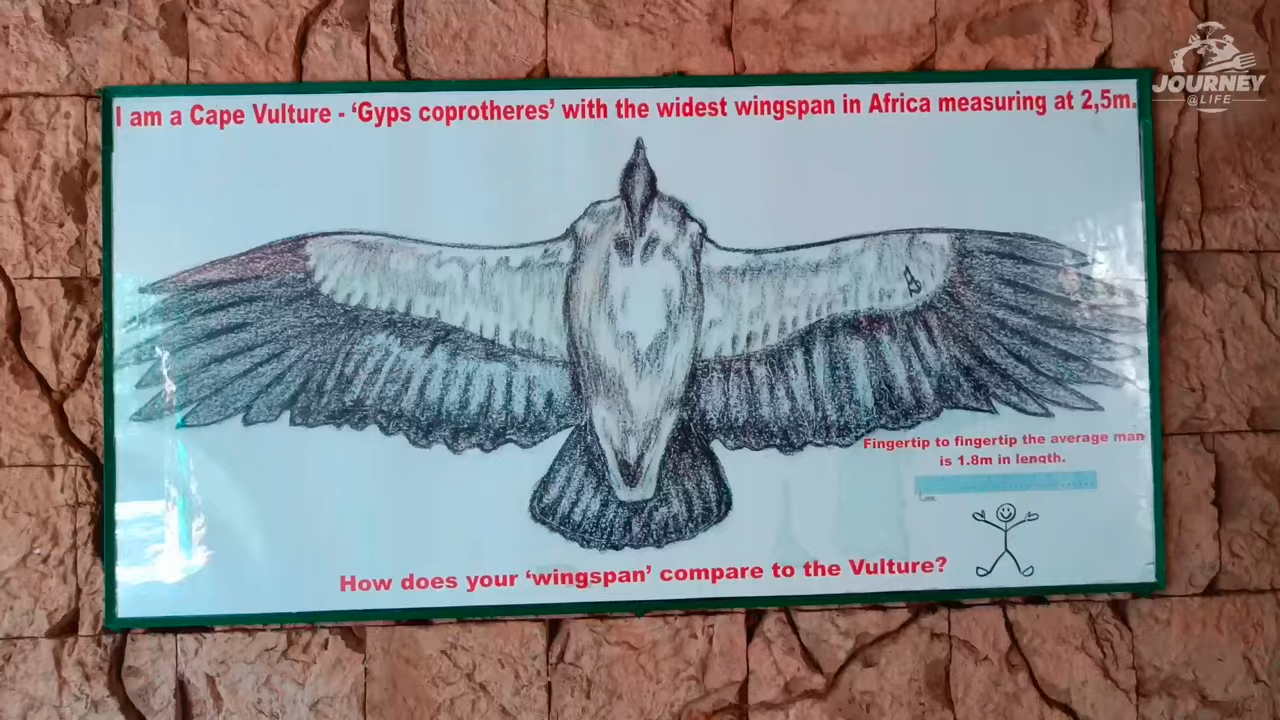 JOURNEY
@LIFE
I am a Cape Vulture - ‘Gyps coprotheres’ with the widest wingspan in Africa measuring at 2,5m.
Fingertip to fingertip the average man
is 1.8m in length.
How does your ‘wingspan’ compare to the Vulture?